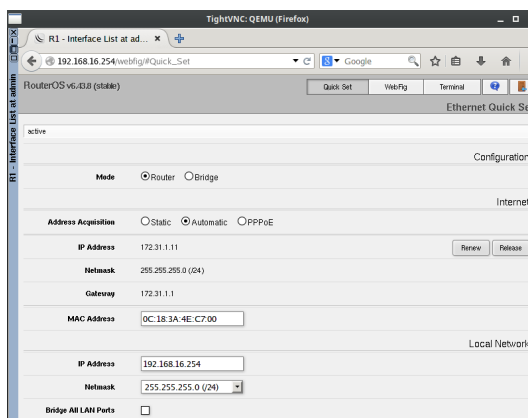 TightVNC: QEMU (Firefox)
R1 - Interface List at admin
R1 - Interface List at ad...
192.168.16.254/webfig/#Quick_Set
Google
RouterOS v6.43.8 (stable)
Quick Set
WebFig
Terminal
Ethernet Quick Se
active
Configuration
Mode
Router
Bridge
Internet
Address Acquisition
Static
Automatic
PPPoE
IP Address
172.31.1.11
Renew
Release
Netmask
255.255.255.0 (/24)
Gateway
172.31.1.1
MAC Address
0C:18:3A:4E:C7:00
Local Network
IP Address
192.168.16.254
Netmask
255.255.255.0 (/24)
Bridge All LAN Ports